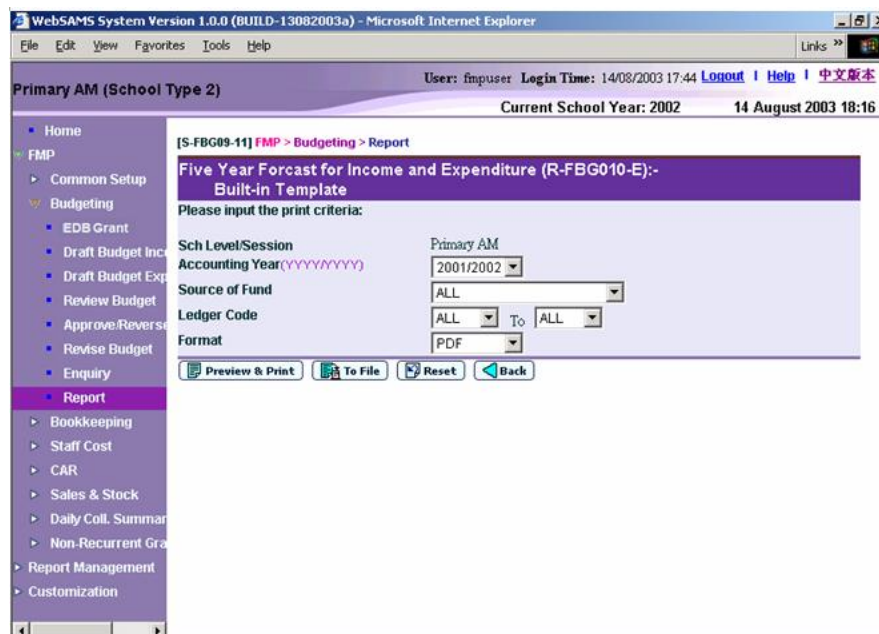 WebSAMS System Version 1.0.0 (BUILD-13082003a) - Microsoft Internet Explorer
File Edit View Favorites Tools Help Links »
Primary AM (School Type 2)
User: fmpuser Login Time: 14/08/2003 17:44 Logout | Help | 中文版本
Current School Year: 2002 14 August 2003 18:16
Home
FMP
Common Setup
Budgeting
EDB Grant
Draft Budget Inc
Draft Budget Exp
Review Budget
Approve/Reverse
Revise Budget
Enquiry
Report
Bookkeeping
Staff Cost
CAR
Sales & Stock
Daily Coll. Summar
Non-Recurrent Gra
Report Management
Customization
[S-FBG09-11] FMP > Budgeting > Report
Five Year Forcast for Income and Expenditure (R-FBG010-E):-
Built-in Template
Please input the print criteria:
Sch Level/Session Primary AM
Accounting Year(YYYY/YYYY) 2001/2002
Source of Fund ALL
Ledger Code ALL To ALL
Format PDF
Preview & Print To File Reset Back